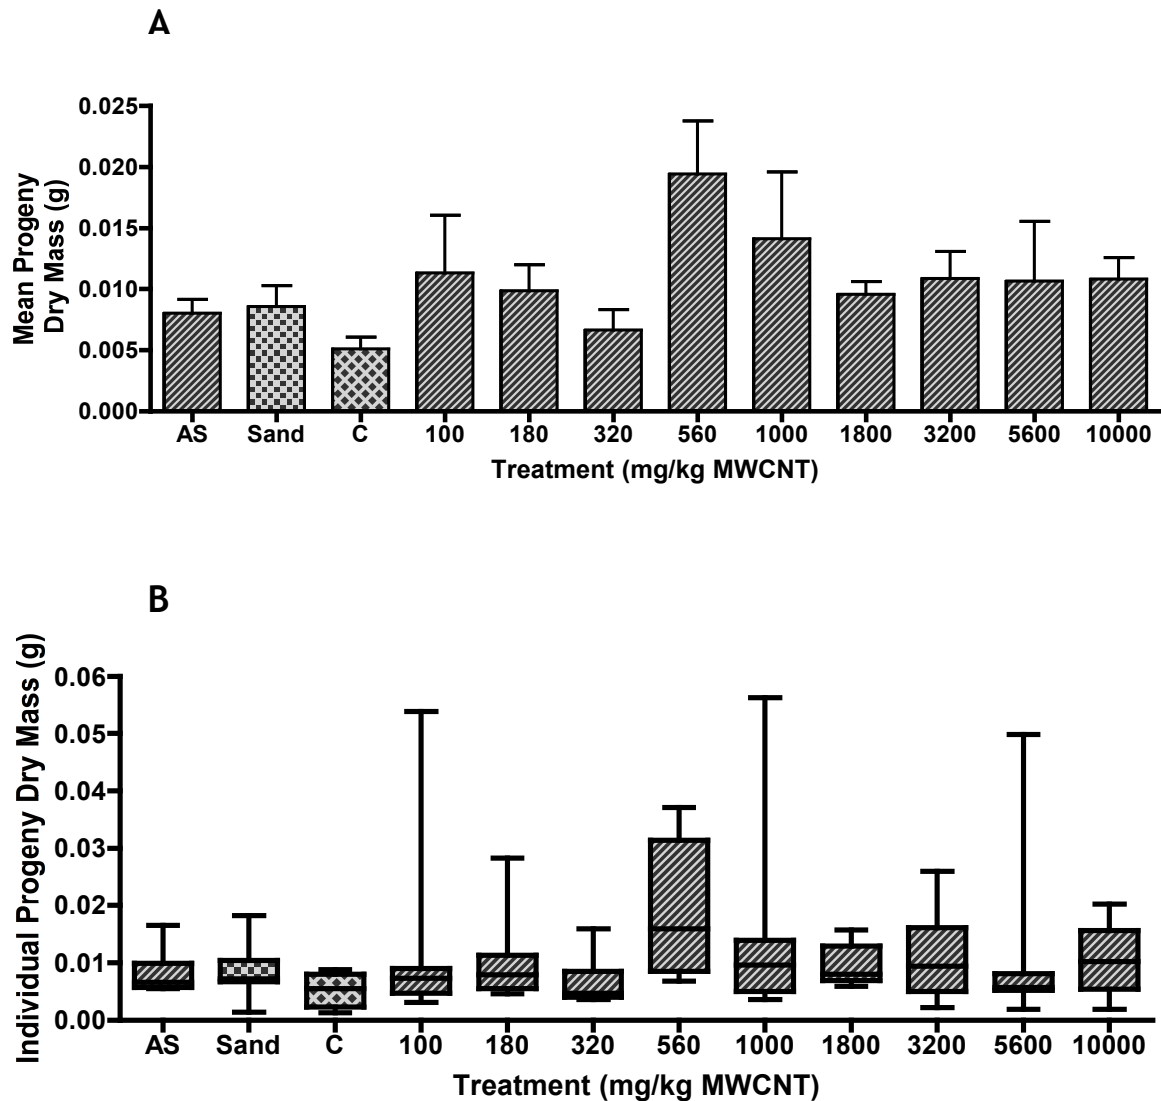 A
Mean Progeny
Dry Mass (g)
0.025
0.020
0.015
0.010
0.005
0.000
AS Sand C 100 180 320 560 1000 1800 3200 5600 10000
Treatment (mg/kg MWCNT)
B
Individual Progeny Dry Mass (g)
0.06
0.05
0.04
0.03
0.02
0.01
0.00
AS Sand C 100 180 320 560 1000 1800 3200 5600 10000
Treatment (mg/kg MWCNT)